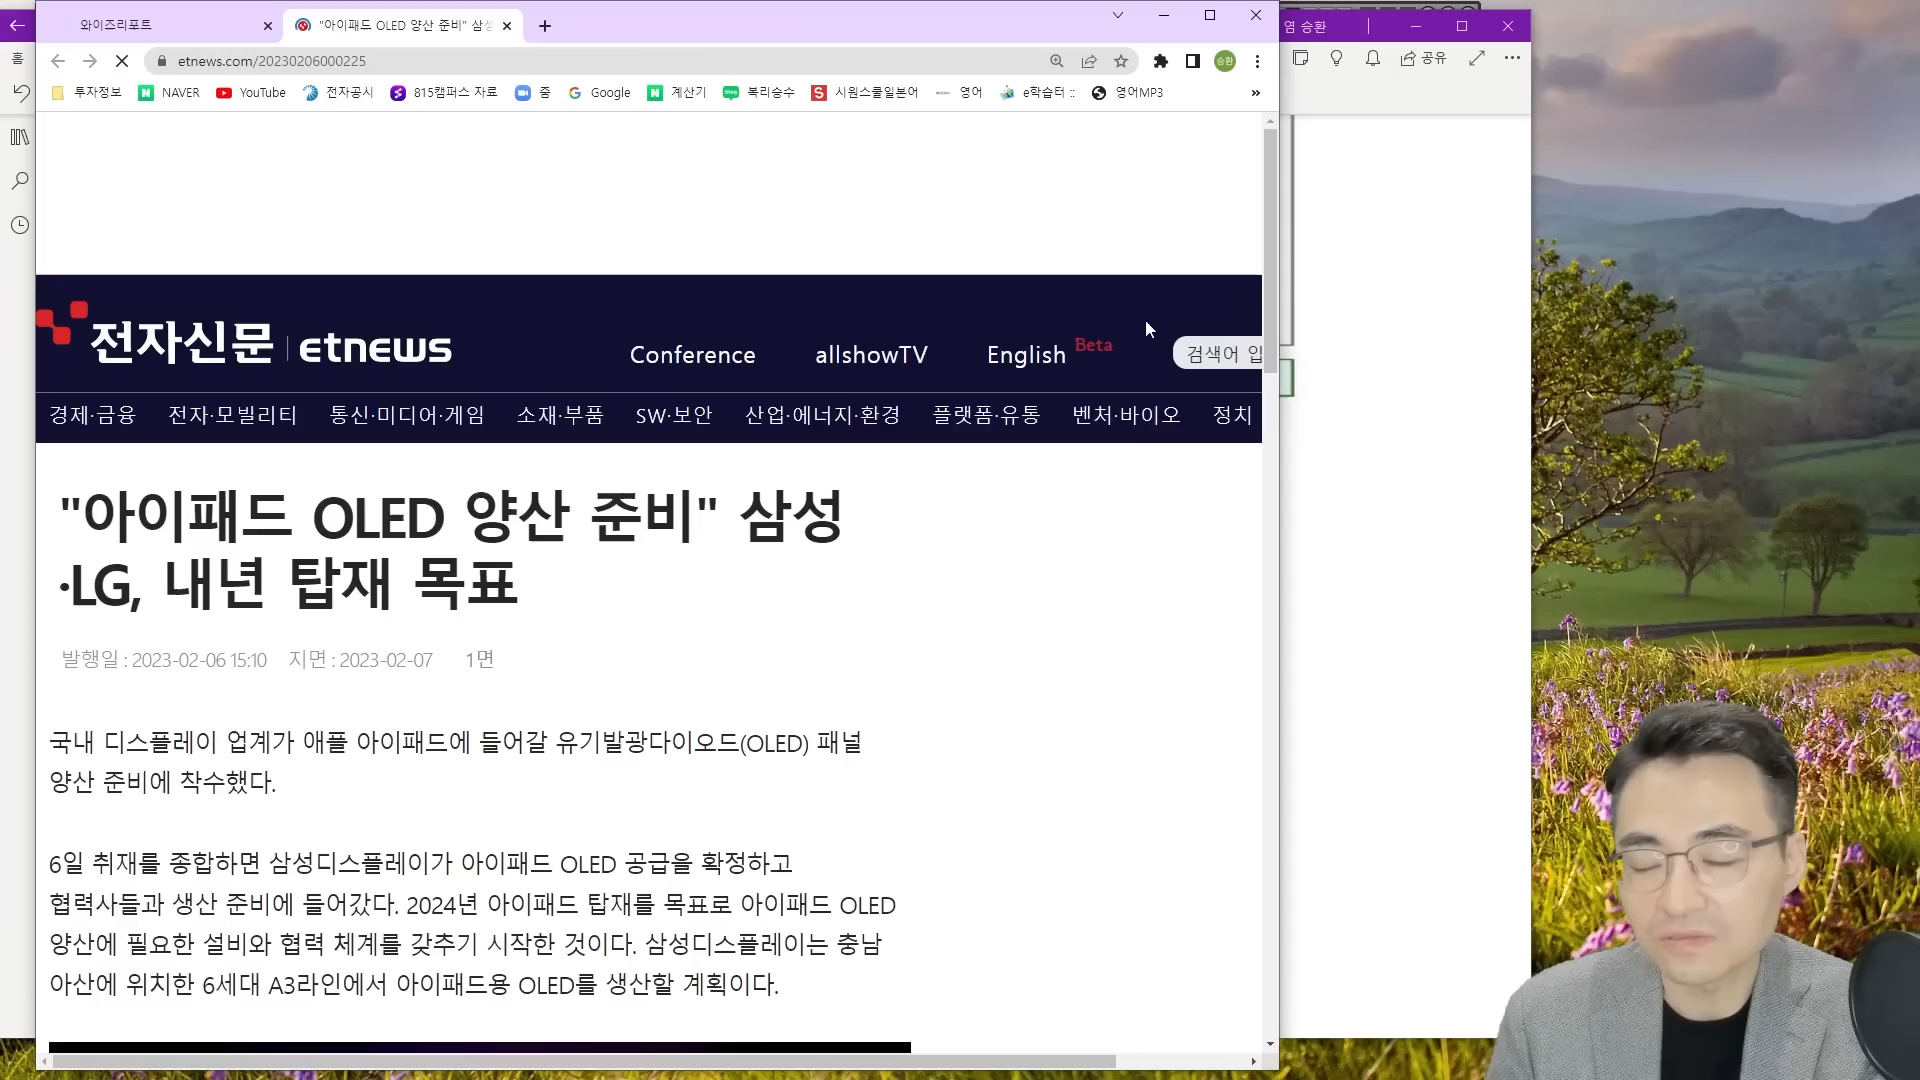 와이즈리포트
"아이패드 OLED 양산 준비" 삼성
염 승환
etnews.com/20230206000225
승환
공유
홈
투자정보 NAVER YouTube 전자공시 815캠퍼스 자료 줌 Google 계산기 복리승수 시원스쿨일본어 영어 e학습터 :: 영어MP3 »
전자신문 etnews
Conference allshowTV English Beta 검색어 입
경제·금융 전자·모빌리티 통신·미디어·게임 소재·부품 SW·보안 산업·에너지·환경 플랫폼·유통 벤처·바이오 정치
"아이패드 OLED 양산 준비" 삼성
·LG, 내년 탑재 목표
발행일 : 2023-02-06 15:10 지면 : 2023-02-07 1면
국내 디스플레이 업계가 애플 아이패드에 들어갈 유기발광다이오드(OLED) 패널
양산 준비에 착수했다.
6일 취재를 종합하면 삼성디스플레이가 아이패드 OLED 공급을 확정하고
협력사들과 생산 준비에 들어갔다. 2024년 아이패드 탑재를 목표로 아이패드 OLED
양산에 필요한 설비와 협력 체계를 갖추기 시작한 것이다. 삼성디스플레이는 충남
아산에 위치한 6세대 A3라인에서 아이패드용 OLED를 생산할 계획이다.